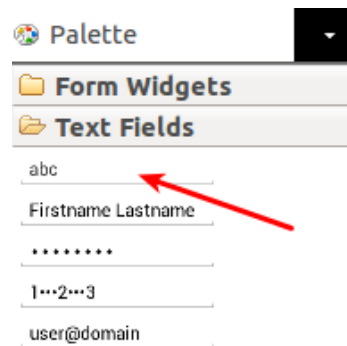 Palette
Form Widgets
Text Fields
abc
Firstname Lastname
••••••••
1···2···3
user@domain